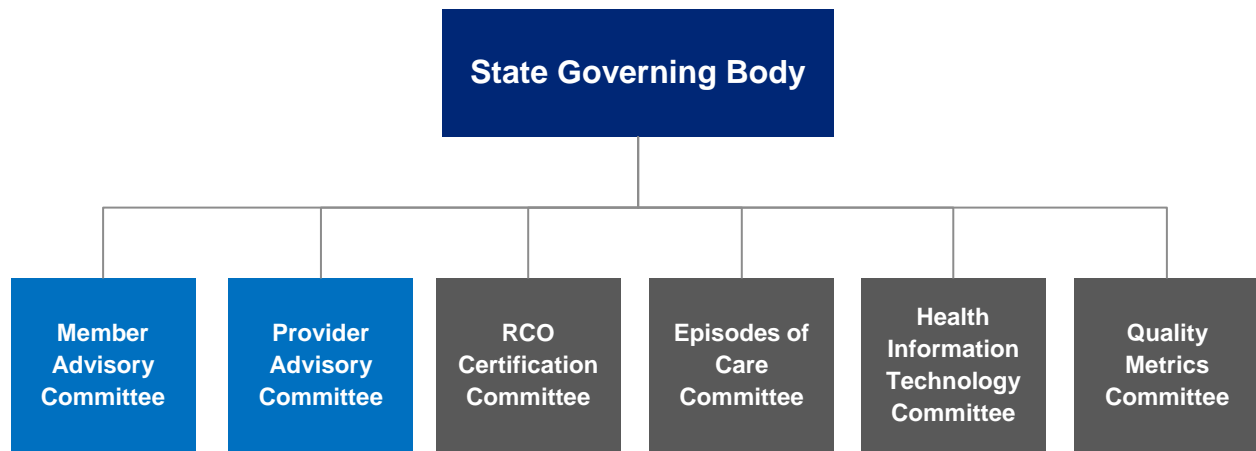 State Governing Body
Member
Advisory
Committee
Provider
Advisory
Committee
RCO
Certification
Committee
Episodes of
Care
Committee
Health
Information
Technology
Committee
Quality
Metrics
Committee